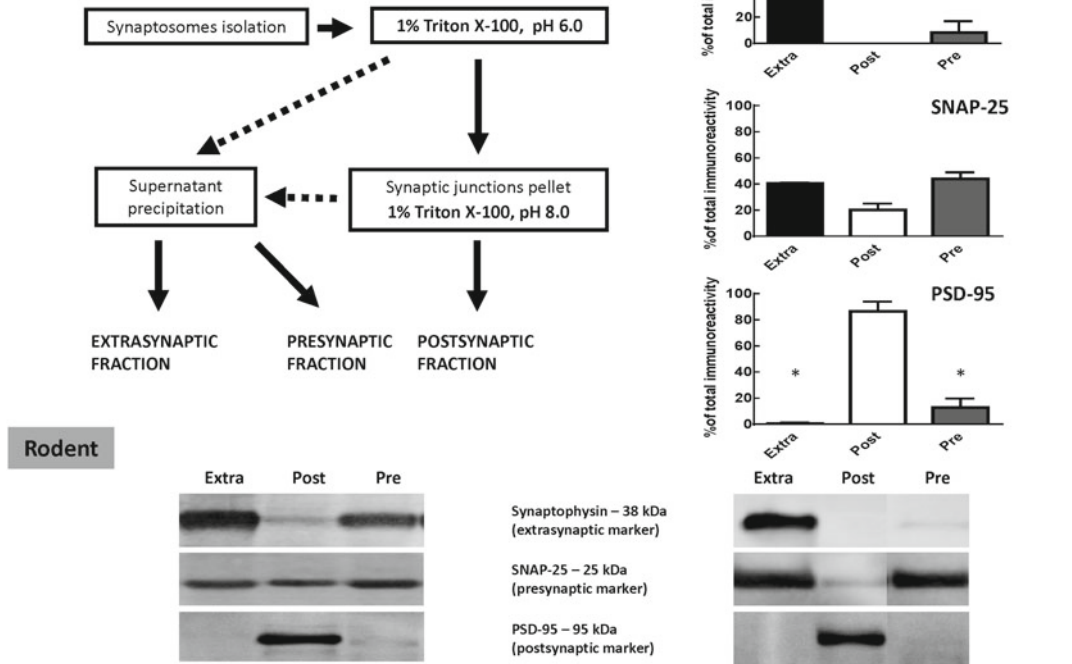 Synaptosomes isolation
1% Triton X-100, pH 6.0
Supernatant
precipitation
Synaptic junctions pellet
1% Triton X-100, pH 8.0
EXTRASYNAPTIC
FRACTION
PRESYNAPTIC
FRACTION
POSTSYNAPTIC
FRACTION
%of total
20
0
Extra
Post
Pre
SNAP-25
%of total immunoreactivity
100
80
60
40
20
0
Extra
Post
Pre
PSD-95
%of total immunoreactivity
100
80
60
40
20
0
*
*
Extra
Post
Pre
Rodent
Extra Post Pre
Synaptophysin – 38 kDa
(extrasynaptic marker)
SNAP-25 – 25 kDa
(presynaptic marker)
PSD-95 – 95 kDa
(postsynaptic marker)
Extra Post Pre